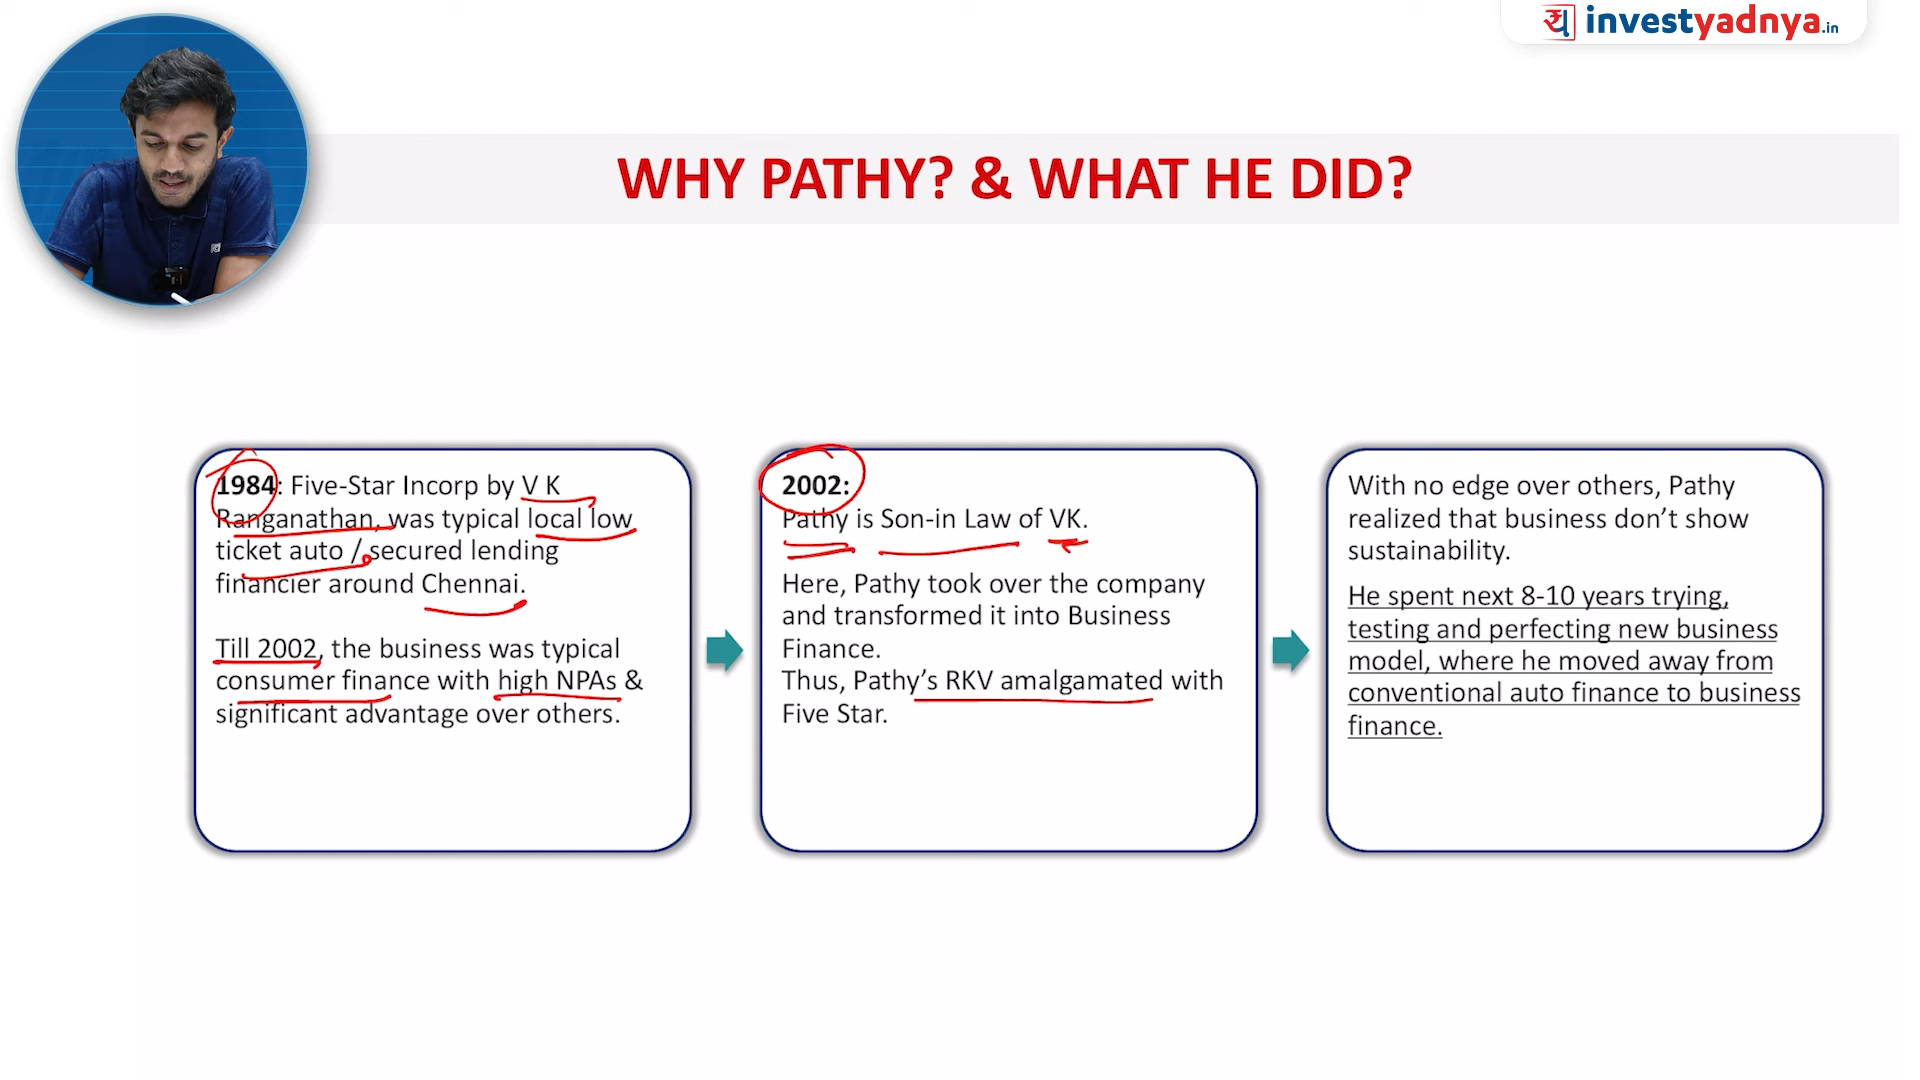 investyadnya.in
WHY PATHY? & WHAT HE DID?
1984: Five-Star Incorp by V K
Ranganathan, was typical local low
ticket auto / secured lending
financier around Chennai.
Till 2002, the business was typical
consumer finance with high NPAs &
significant advantage over others.
2002:
Pathy is Son-in Law of VK.
Here, Pathy took over the company
and transformed it into Business
Finance.
Thus, Pathy’s RKV amalgamated with
Five Star.
With no edge over others, Pathy
realized that business don’t show
sustainability.
He spent next 8-10 years trying,
testing and perfecting new business
model, where he moved away from
conventional auto finance to business
finance.